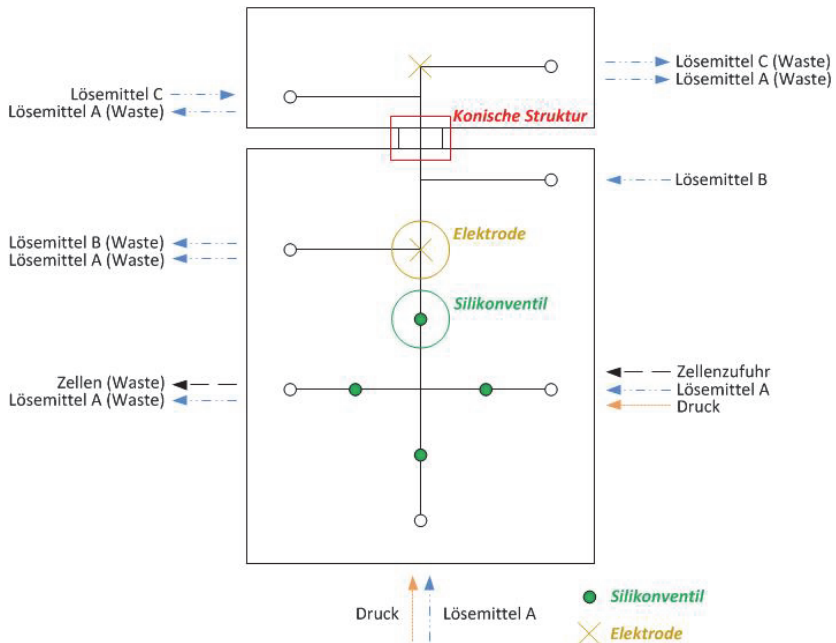 Lösemittel C (Waste)
Lösemittel A (Waste)
Lösemittel C
Lösemittel A (Waste)
Konische Struktur
Lösemittel B
Elektrode
Lösemittel B (Waste)
Lösemittel A (Waste)
Silikonventil
Zellen (Waste)
Lösemittel A (Waste)
Zellenzufuhr
Lösemittel A
Druck
Druck
Lösemittel A
Silikonventil
Elektrode